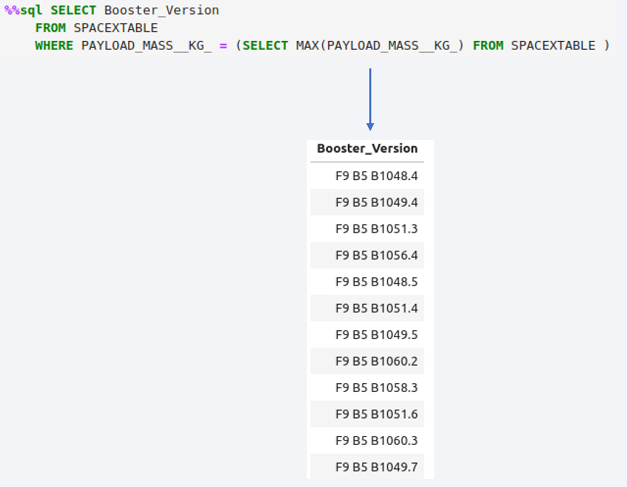 %%sql SELECT Booster_Version
FROM SPACEXTABLE
WHERE PAYLOAD_MASS__KG_ = (SELECT MAX(PAYLOAD_MASS__KG_) FROM SPACEXTABLE )
Booster_Version
F9 B5 B1048.4
F9 B5 B1049.4
F9 B5 B1051.3
F9 B5 B1056.4
F9 B5 B1048.5
F9 B5 B1051.4
F9 B5 B1049.5
F9 B5 B1060.2
F9 B5 B1058.3
F9 B5 B1051.6
F9 B5 B1060.3
F9 B5 B1049.7